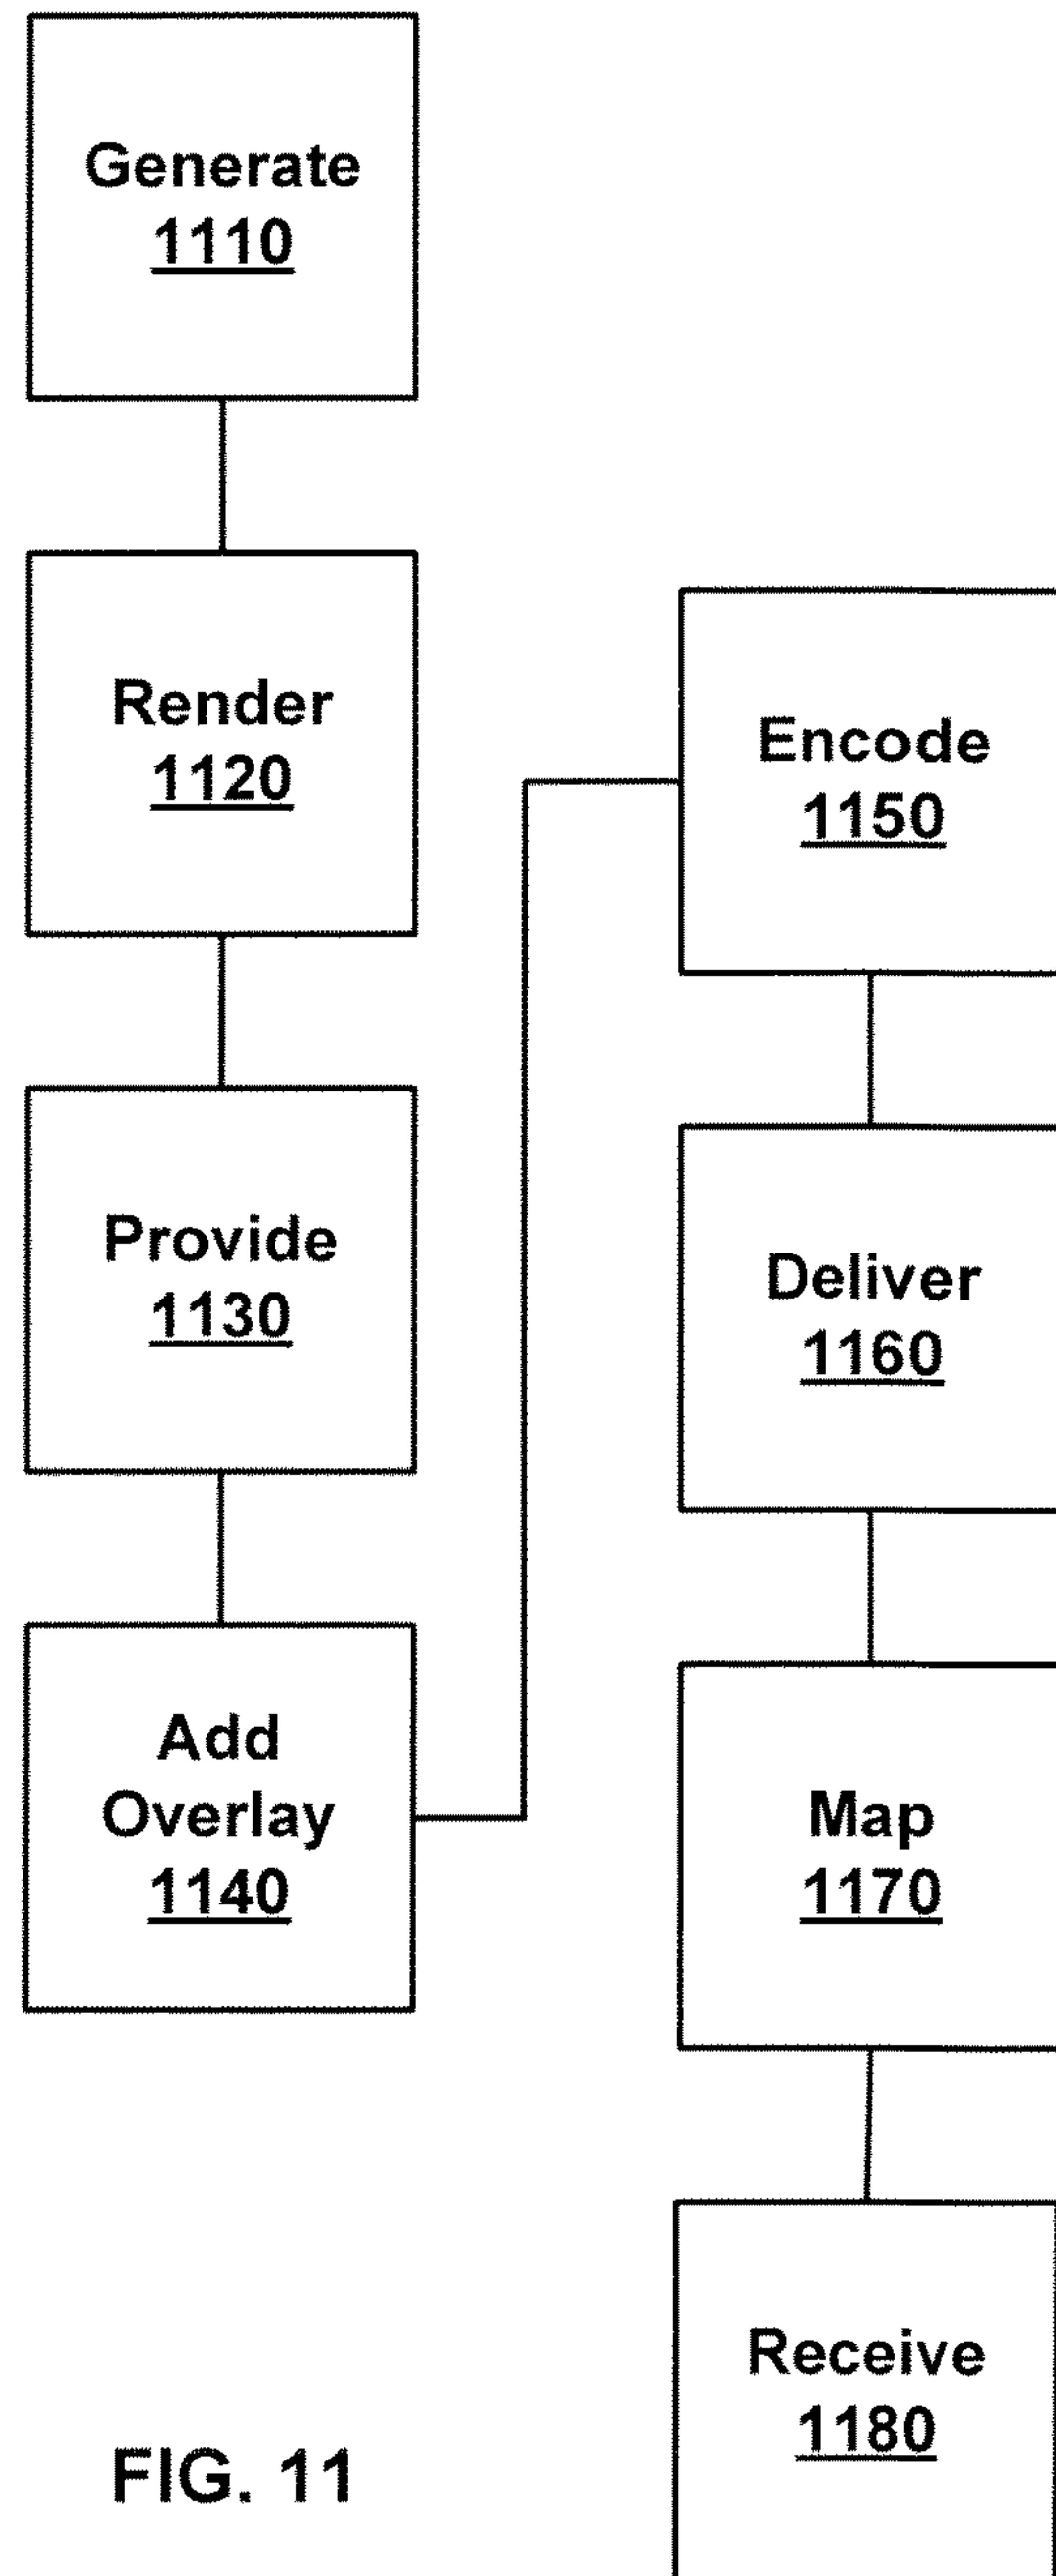 Generate
1110
Render
1120
Provide
1130
Add
Overlay
1140
Encode
1150
Deliver
1160
Map
1170
Receive
1180
FIG. 11